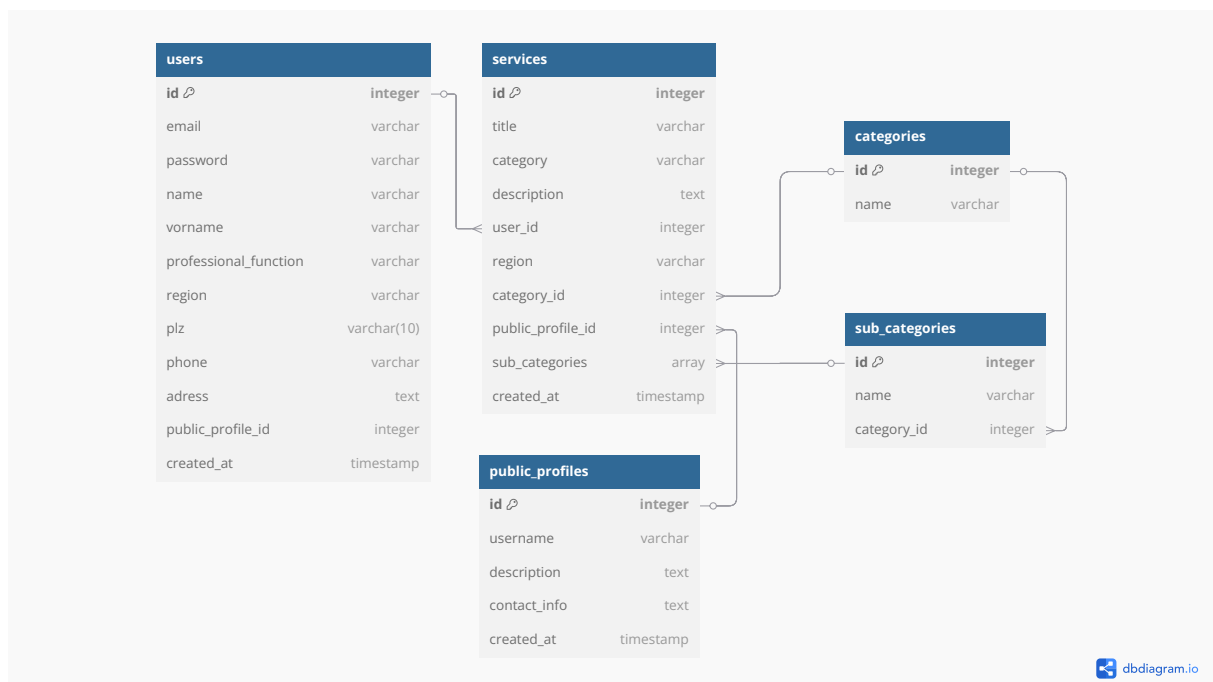 users
id integer
email varchar
password varchar
name varchar
vorname varchar
professional_function varchar
region varchar
plz varchar(10)
phone varchar
adress text
public_profile_id integer
created_at timestamp
services
id integer
title varchar
category varchar
description text
user_id integer
region varchar
category_id integer
public_profile_id integer
sub_categories array
created_at timestamp
categories
id integer
name varchar
sub_categories
id integer
name varchar
category_id integer
public_profiles
id integer
username varchar
description text
contact_info text
created_at timestamp
dbdiagram.io